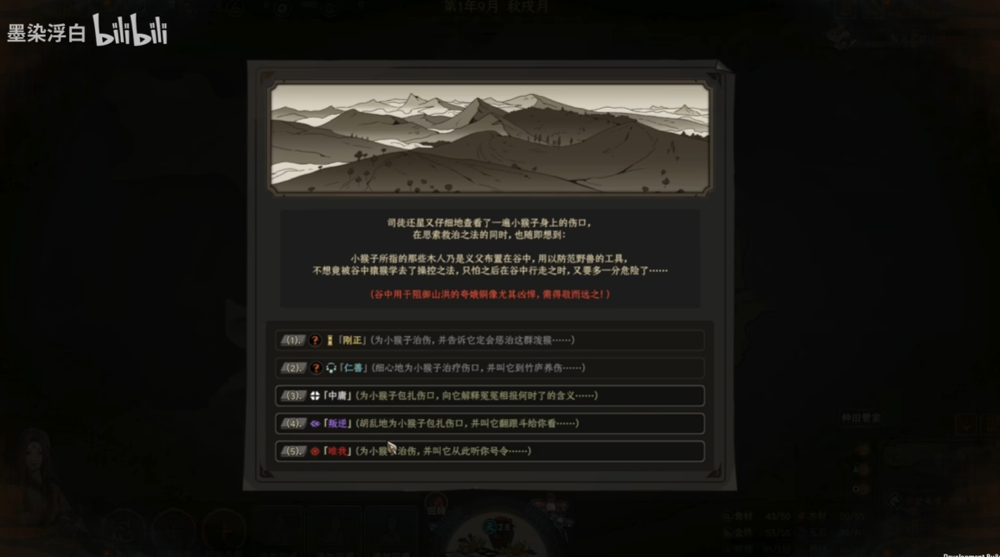 第1年9月 秋戌月
墨染浮白 bilibili
司徒还星又仔细地查看了一遍小猴子身上的伤口,
在思索救治之法的同时, 也随即想到:
小猴子所指的那些木人乃是义父布置在谷中, 用以防范野兽的工具,
不想竟被谷中猿猴学去了操控之法, 只怕之后在谷中行走之时, 又要多一分危险了……
(谷中用于阻御山洪的夸娥铜像尤其凶悍, 需得敬而远之!)
(1). ? 「刚正」(为小猴子治伤, 并告诉它定会惩治这群泼猴……)
(2). ? 「仁善」(细心地为小猴子治疗伤口, 并叫它到竹庐养伤……)
(3). 「中庸」(为小猴子包扎伤口, 向它解释冤冤相报何时了的含义……)
(4). 「叛逆」(胡乱地为小猴子包扎伤口, 并叫它翻跟斗给你看……)
(5). 「唯我」(为小猴子治伤, 并叫它从此听你号令……)
种田管家
28
食材 43/50
Development Buil